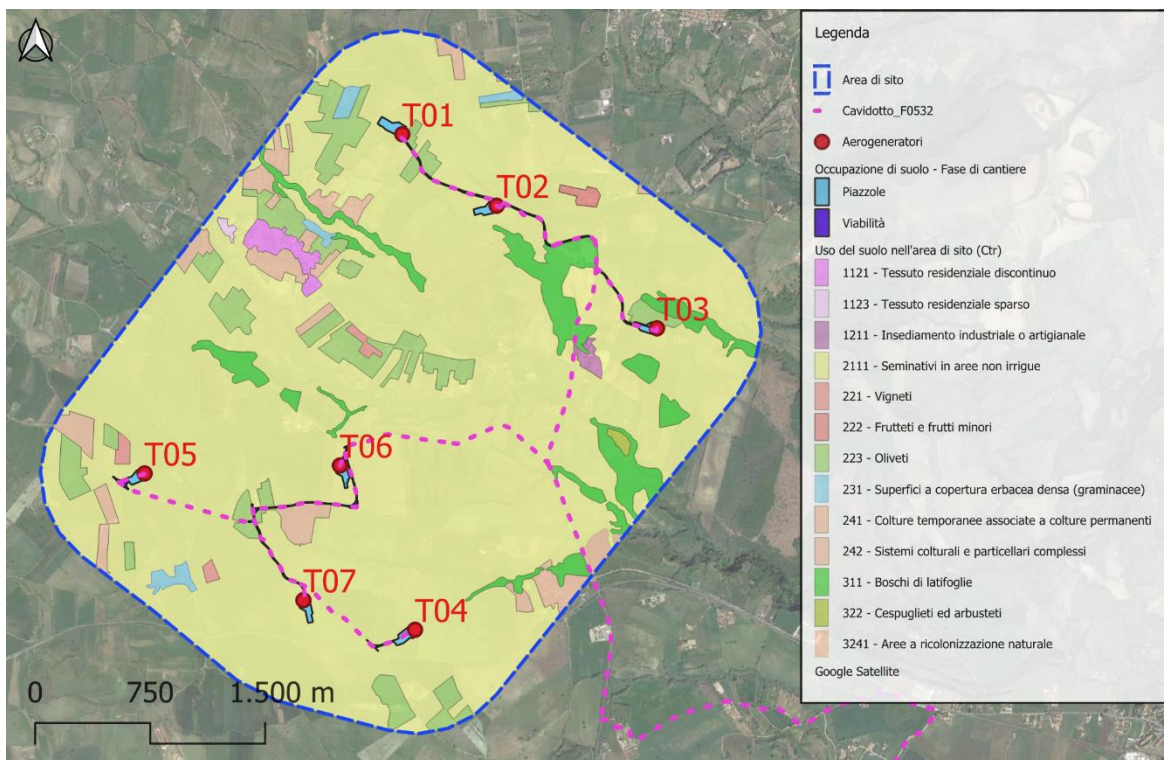 T01
T02
T03
T05
T06
T07
T04
0 750 1.500 m
Legenda
Area di sito
Cavidotto_F0532
Aerogeneratori
Occupazione di suolo - Fase di cantiere
Piazzole
Viabilità
Uso del suolo nell'area di sito (Ctr)
1121 - Tessuto residenziale discontinuo
1123 - Tessuto residenziale sparso
1211 - Insediamento industriale o artigianale
2111 - Seminativi in aree non irrigue
221 - Vigneti
222 - Frutteti e frutti minori
223 - Oliveti
231 - Superfici a copertura erbacea densa (graminacee)
241 - Colture temporanee associate a colture permanenti
242 - Sistemi colturali e particellari complessi
311 - Boschi di latifoglie
322 - Cespuglieti ed arbusteti
3241 - Aree a ricolonizzazione naturale
Google Satellite